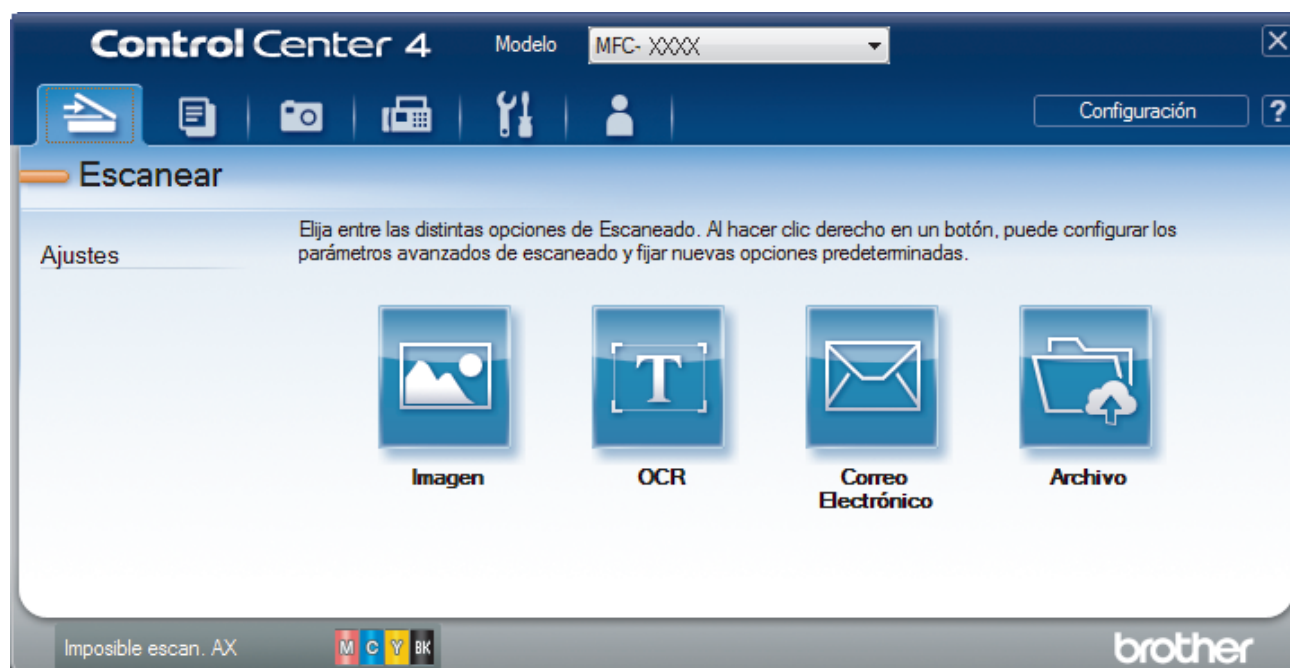 Control Center 4
Modelo
MFC- XXXX
Configuración
?
Escanear
Ajustes
Elija entre las distintas opciones de Escaneado. Al hacer clic derecho en un botón, puede configurar los
parámetros avanzados de escaneado y fijar nuevas opciones predeterminadas.
T
Imagen
OCR
Correo
Electrónico
Archivo
Imposible escan. AX
M C Y BK
brother